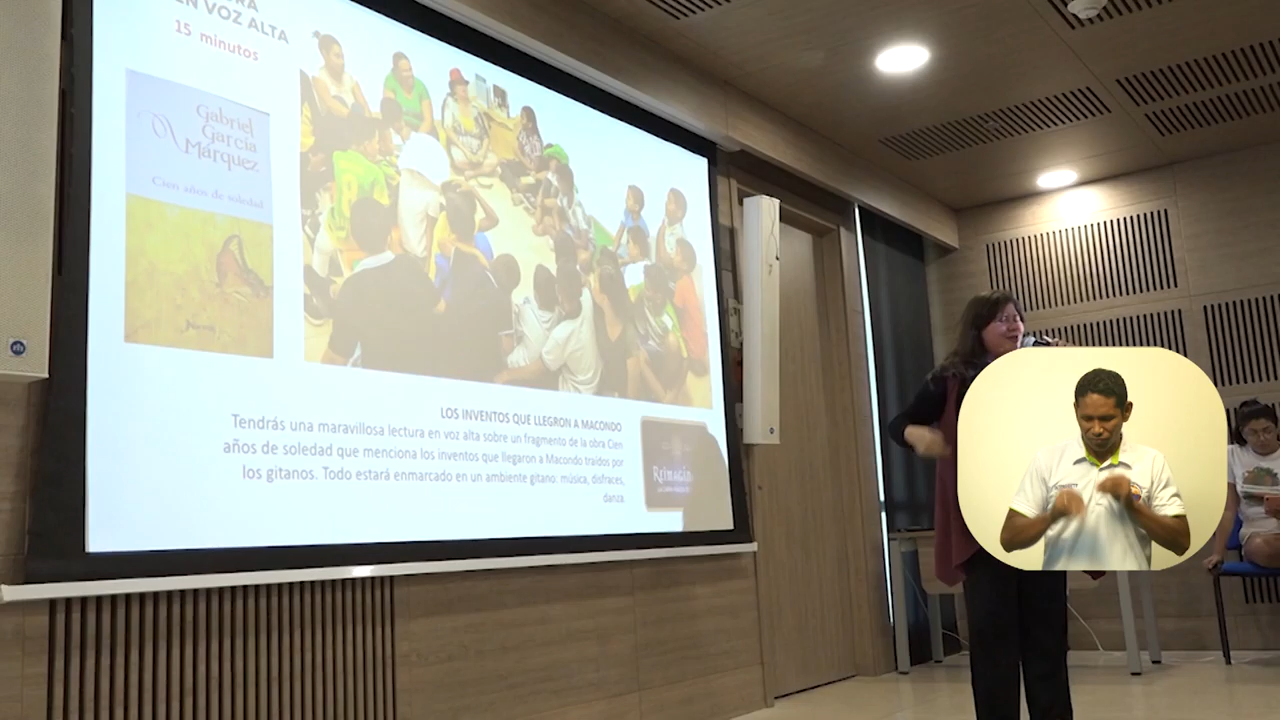 EN VOZ ALTA
15 minutos
Gabriel
García
Márquez
Cien años de soledad
LOS INVENTOS QUE LLEGRON A MACONDO
Tendrás una maravillosa lectura en voz alta sobre un fragmento de la obra Cien
años de soledad que menciona los inventos que llegaron a Macondo traídos por
los gitanos. Todo estará enmarcado en un ambiente gitano: música, disfraces,
danza.